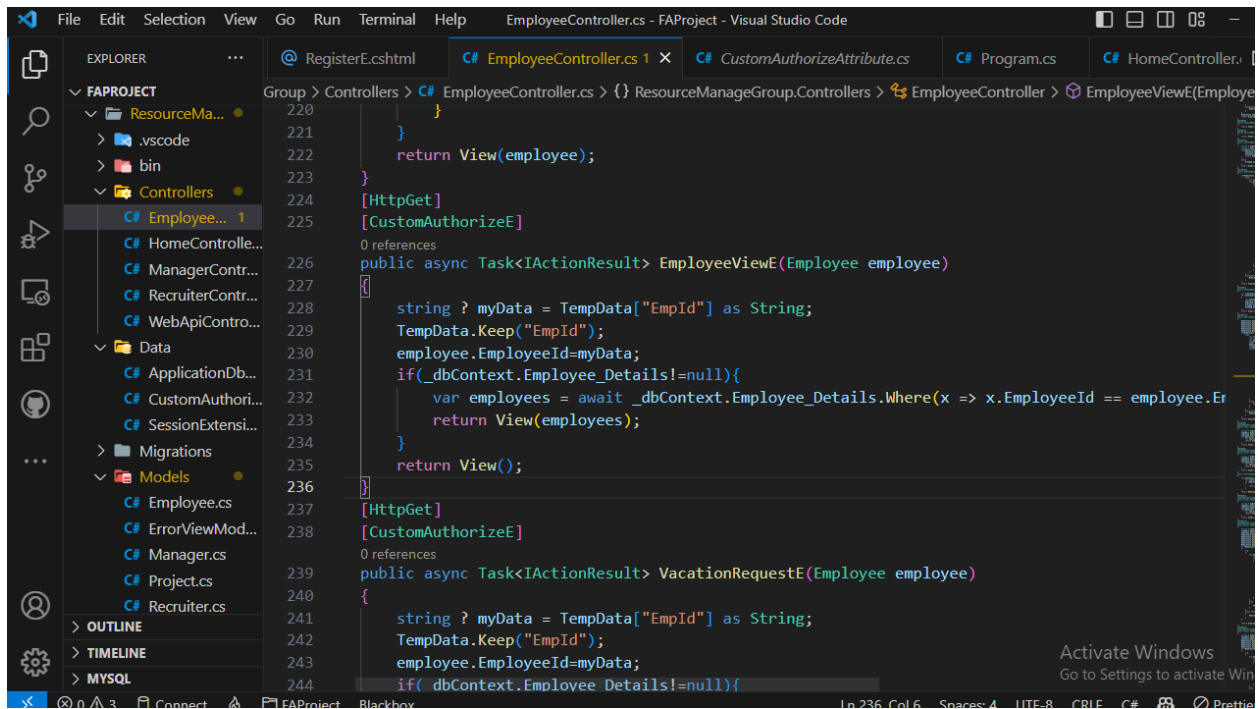 File Edit Selection View Go Run Terminal Help EmployeeController.cs - FAProject - Visual Studio Code
EXPLORER ...
RegisterE.cshtml C# EmployeeController.cs 1 C# CustomAuthorizeAttribute.cs C# Program.cs C# HomeController.
FAPROJECT
Group > Controllers > C# EmployeeController.cs > {} ResourceManageGroup.Controllers > EmployeeController > EmployeeViewE(Employe
ResourceMa...
> .vscode
> bin
Controllers
C# Employee... 1
C# HomeControlle...
C# ManagerContr...
C# RecruiterContr...
C# WebApiContro...
Data
C# ApplicationDb...
C# CustomAuthori...
C# SessionExtensi...
> Migrations
Models
C# Employee.cs
C# ErrorViewMod...
C# Manager.cs
C# Project.cs
C# Recruiter.cs
> OUTLINE
> TIMELINE
> MYSQL
220 }
221 }
222 return View(employee);
223 }
224 [HttpGet]
225 [CustomAuthorizeE]
0 references
226 public async Task<IActionResult> EmployeeViewE(Employee employee)
227 {
228 string ? myData = TempData["EmpId"] as String;
229 TempData.Keep("EmpId");
230 employee.EmployeeId=myData;
231 if(_dbContext.Employee_Details!=null){
232 var employees = await _dbContext.Employee_Details.Where(x => x.EmployeeId == employee.Em
233 return View(employees);
234 }
235 return View();
236 }
237 [HttpGet]
238 [CustomAuthorizeE]
0 references
239 public async Task<IActionResult> VacationRequestE(Employee employee)
240 {
241 string ? myData = TempData["EmpId"] as String;
242 TempData.Keep("EmpId");
243 employee.EmployeeId=myData;
244 if(_dbContext.Employee_Details!=null){
Activate Windows
Go to Settings to activate Win
0 3 Connect FAProject Blackbox Ln 236, Col 6 Spaces: 4 UTF-8 CRLF C# Prettie